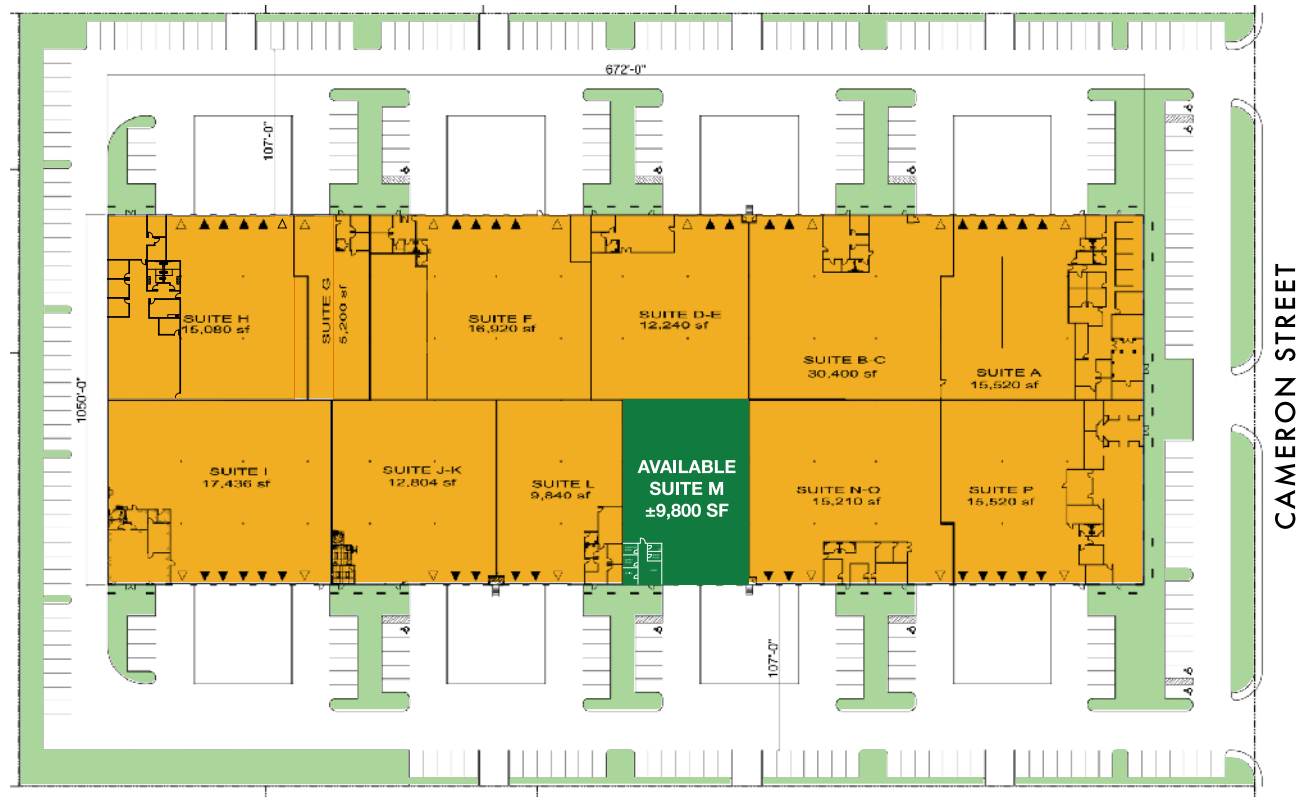 672'-0"
107'-0"
1050'-0"
SUITE H
15,080 sf
SUITE G
5,200 sf
SUITE F
16,920 sf
SUITE D-E
12,240 sf
SUITE B-C
30,400 sf
SUITE A
15,520 sf
CAMERON STREET
SUITE I
17,436 sf
SUITE J-K
12,804 sf
SUITE L
9,840 sf
AVAILABLE
SUITE M
±9,800 SF
SUITE N-O
15,210 sf
SUITE P
15,520 sf
107'-0"